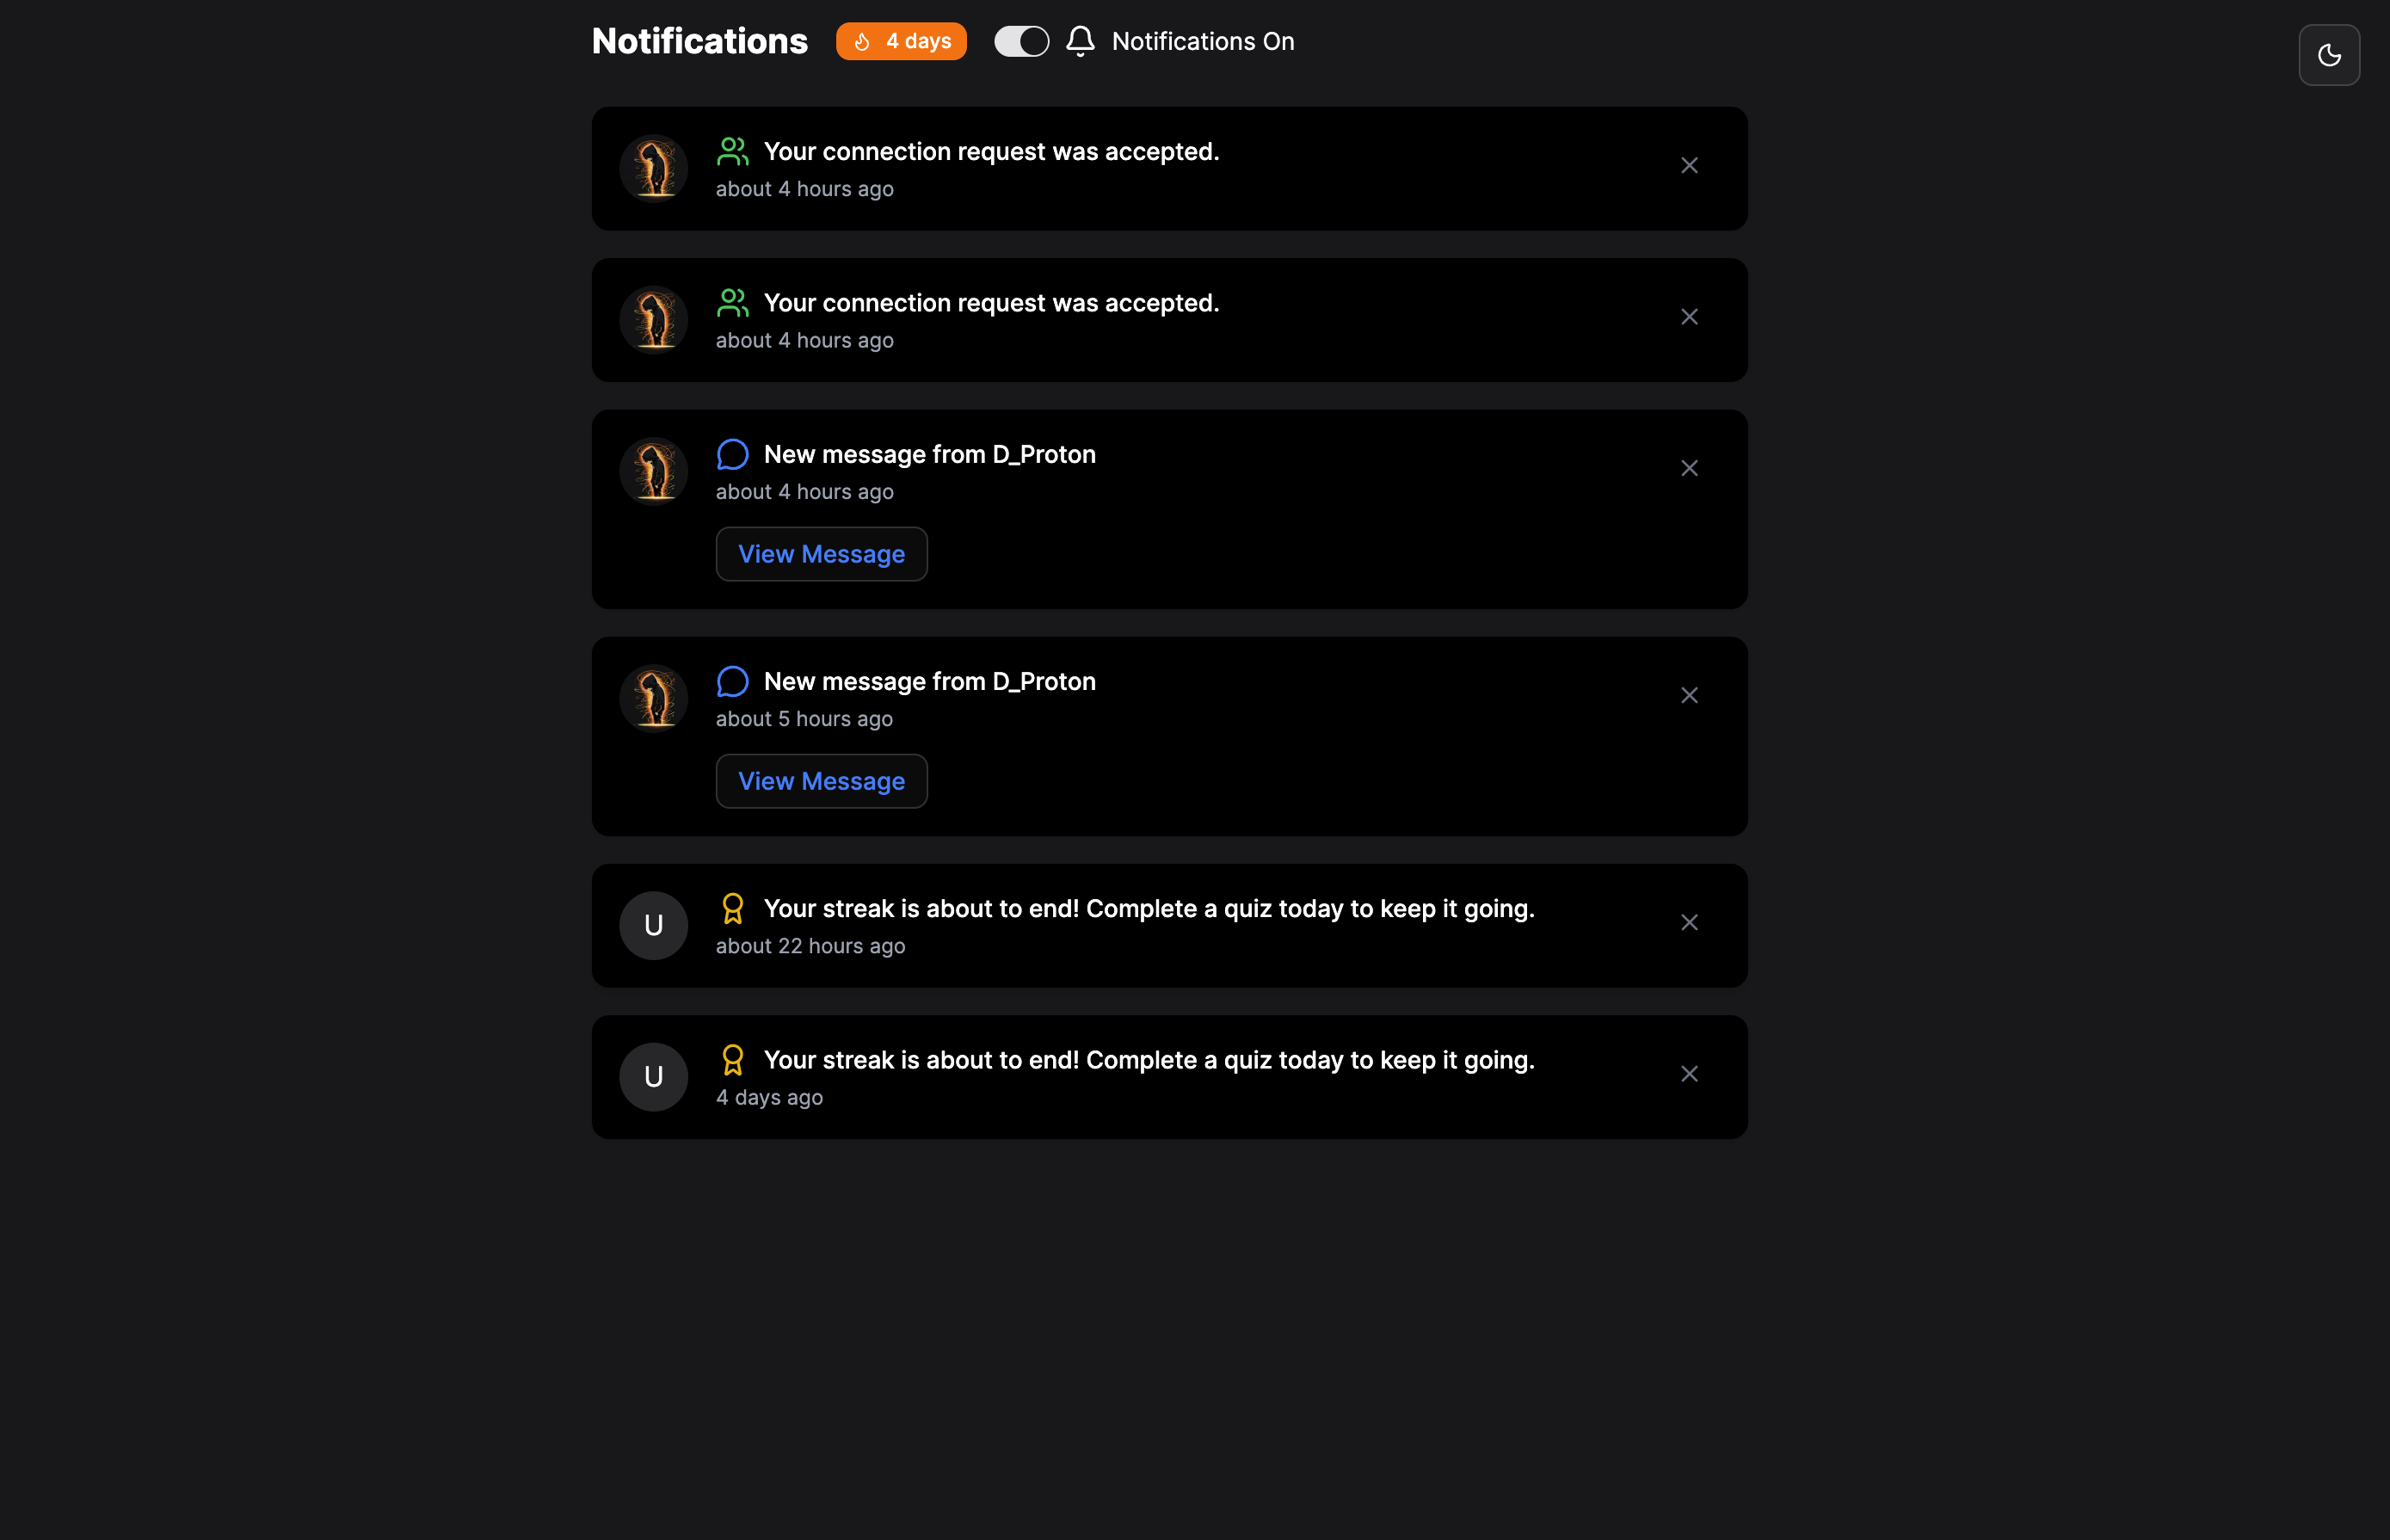 Notifications
4 days
Notifications On
Your connection request was accepted.
about 4 hours ago
Your connection request was accepted.
about 4 hours ago
New message from D_Proton
about 4 hours ago
View Message
New message from D_Proton
about 5 hours ago
View Message
U
Your streak is about to end! Complete a quiz today to keep it going.
about 22 hours ago
U
Your streak is about to end! Complete a quiz today to keep it going.
4 days ago